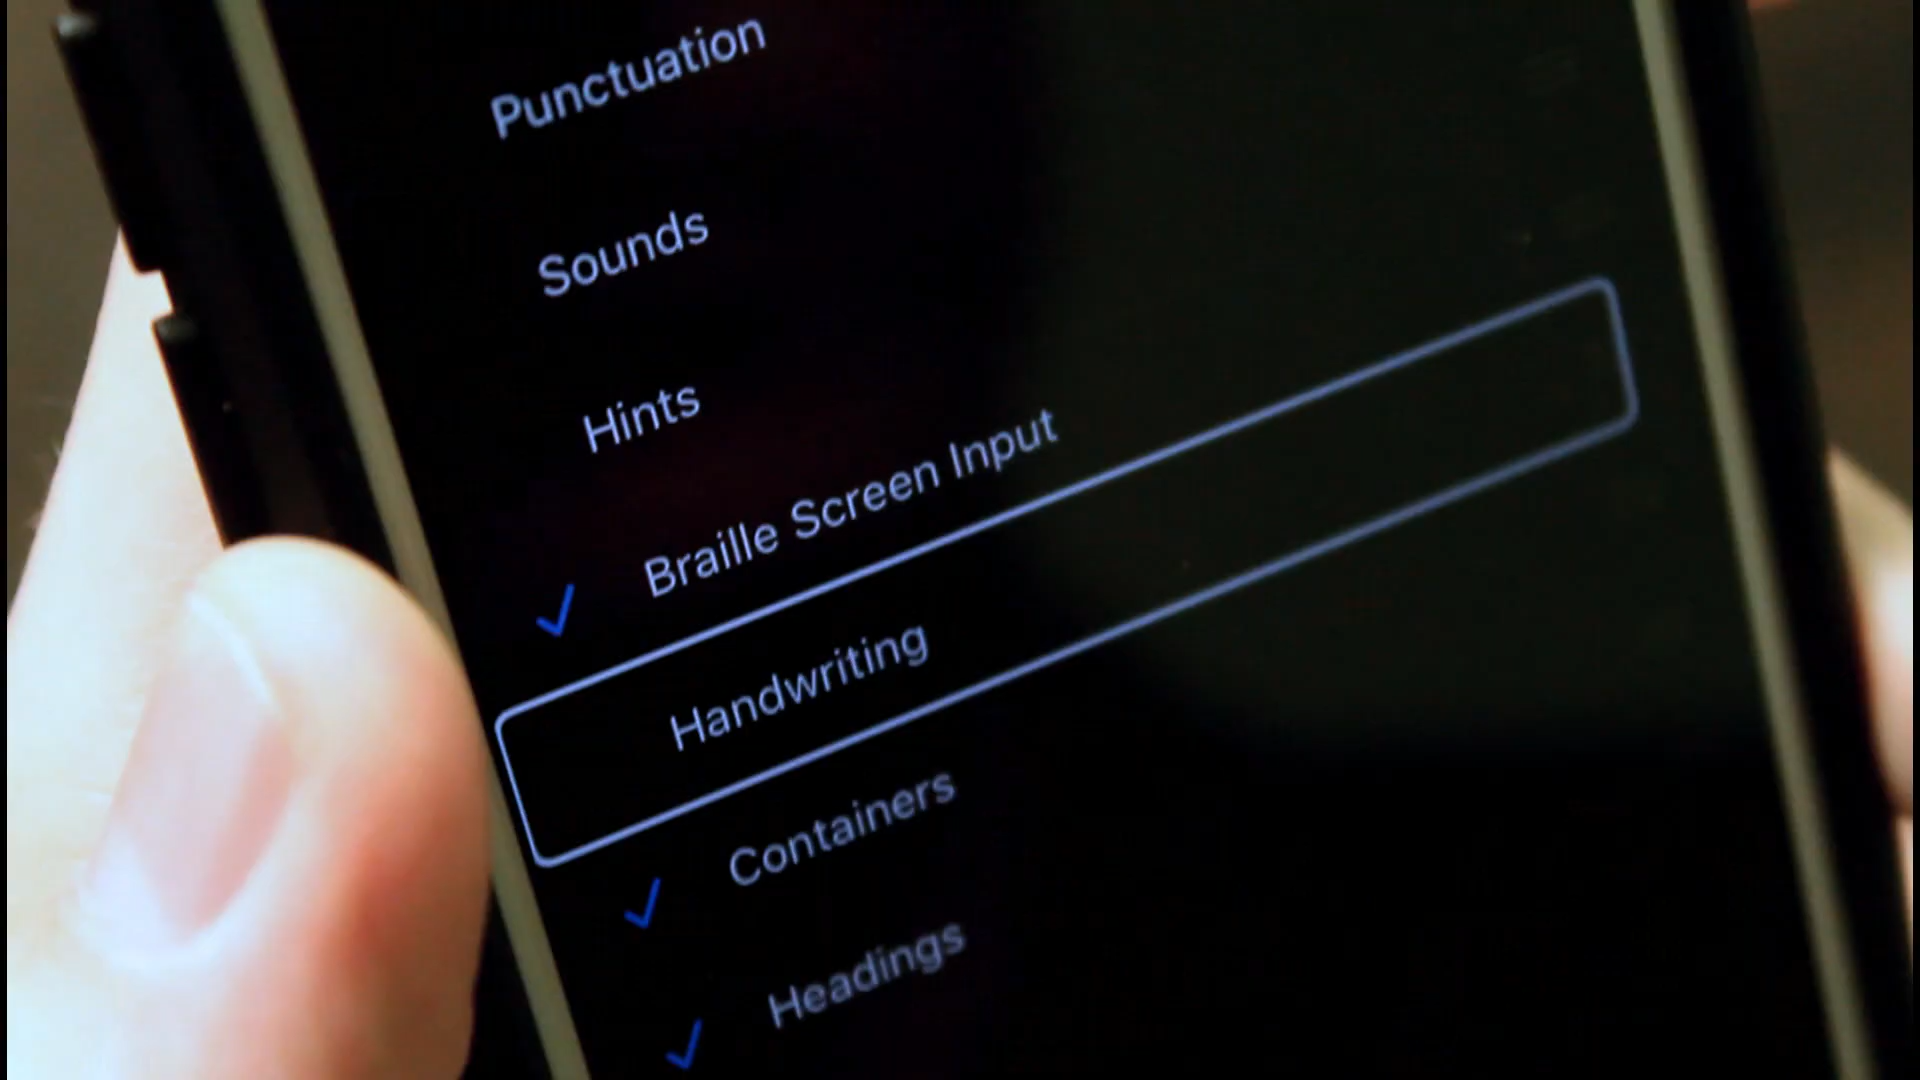 Punctuation
Sounds
Hints
Braille Screen Input
Handwriting
Containers
Headings